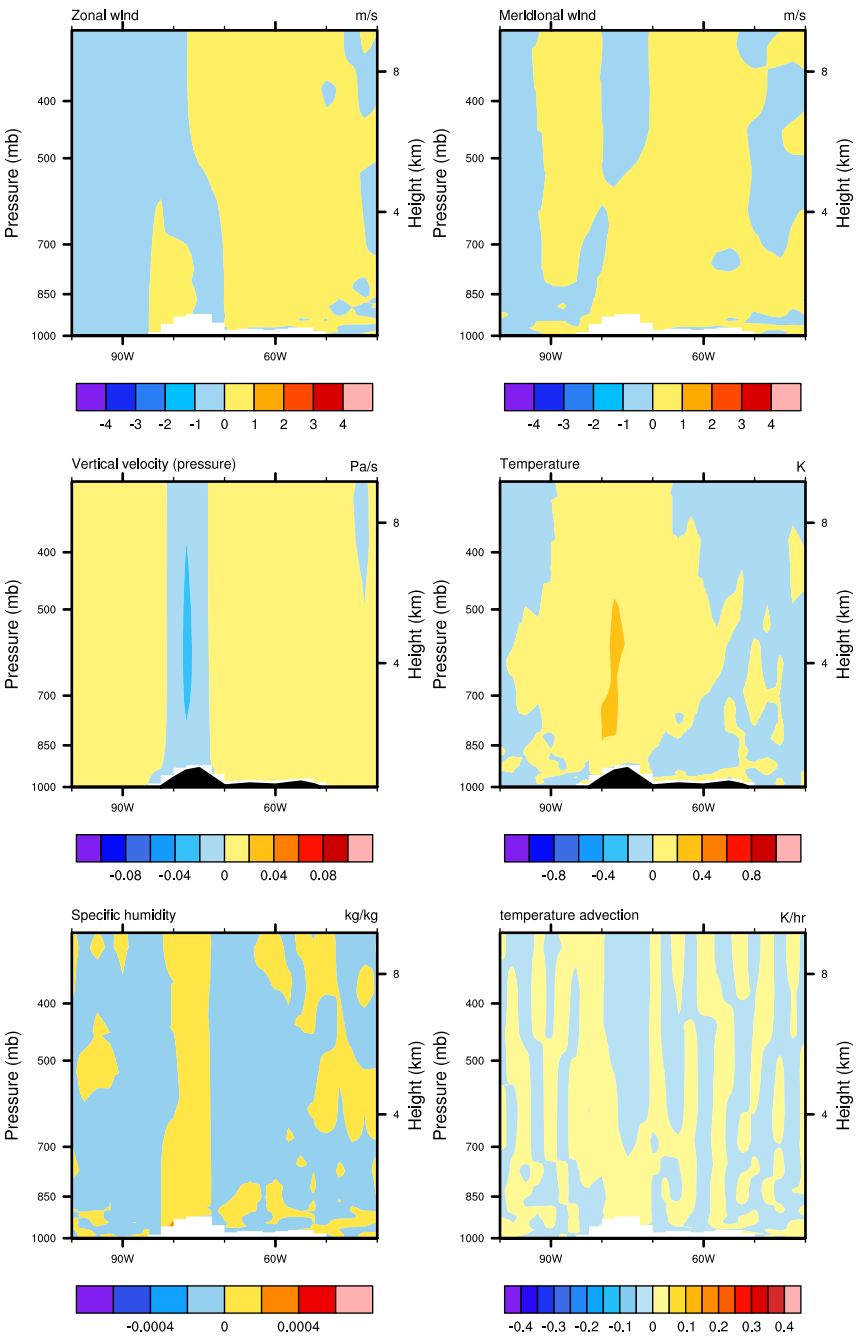 Zonal wind m/s
Meridional wind m/s
Pressure (mb)
400
500
700
850
1000
8
4
Height (km)
90W 60W
-4 -3 -2 -1 0 1 2 3 4
Pressure (mb)
400
500
700
850
1000
8
4
Height (km)
90W 60W
-4 -3 -2 -1 0 1 2 3 4
Vertical velocity (pressure) Pa/s
Temperature K
Pressure (mb)
400
500
700
850
1000
8
4
Height (km)
90W 60W
-0.08 -0.04 0 0.04 0.08
Pressure (mb)
400
500
700
850
1000
8
4
Height (km)
90W 60W
-0.8 -0.4 0 0.4 0.8
Specific humidity kg/kg
temperature advection K/hr
Pressure (mb)
400
500
700
850
1000
8
4
Height (km)
90W 60W
-0.0004 0 0.0004
Pressure (mb)
400
500
700
850
1000
8
4
Height (km)
90W 60W
-0.4 -0.3 -0.2 -0.1 0 0.1 0.2 0.3 0.4